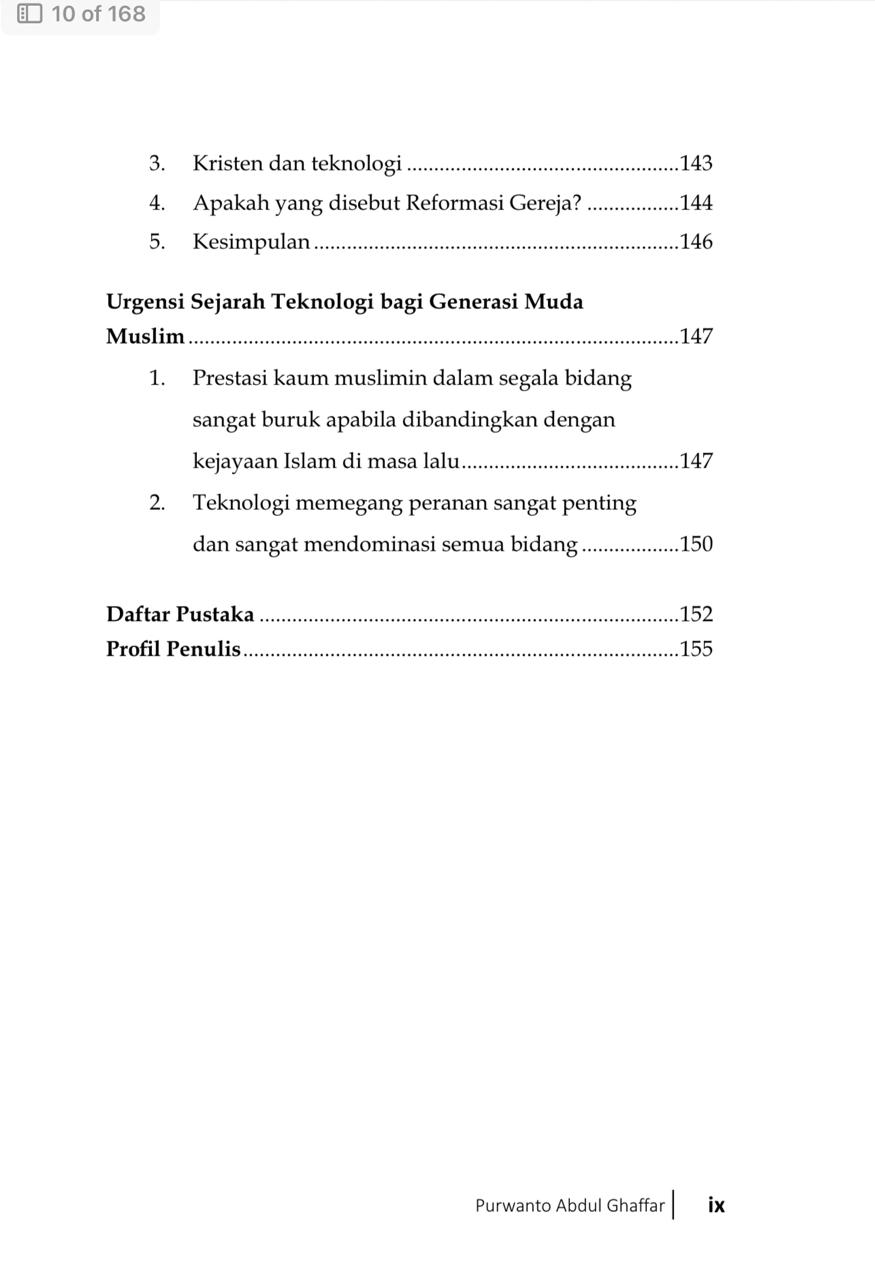 10 of 168
3. Kristen dan teknologi ..................................................143
4. Apakah yang disebut Reformasi Gereja? .................144
5. Kesimpulan ...................................................................146
Urgensi Sejarah Teknologi bagi Generasi Muda
Muslim ..........................................................................................147
1. Prestasi kaum muslimin dalam segala bidang
sangat buruk apabila dibandingkan dengan
kejayaan Islam di masa lalu........................................147
2. Teknologi memegang peranan sangat penting
dan sangat mendominasi semua bidang ..................150
Daftar Pustaka .............................................................................152
Profil Penulis................................................................................155
Purwanto Abdul Ghaffar | ix